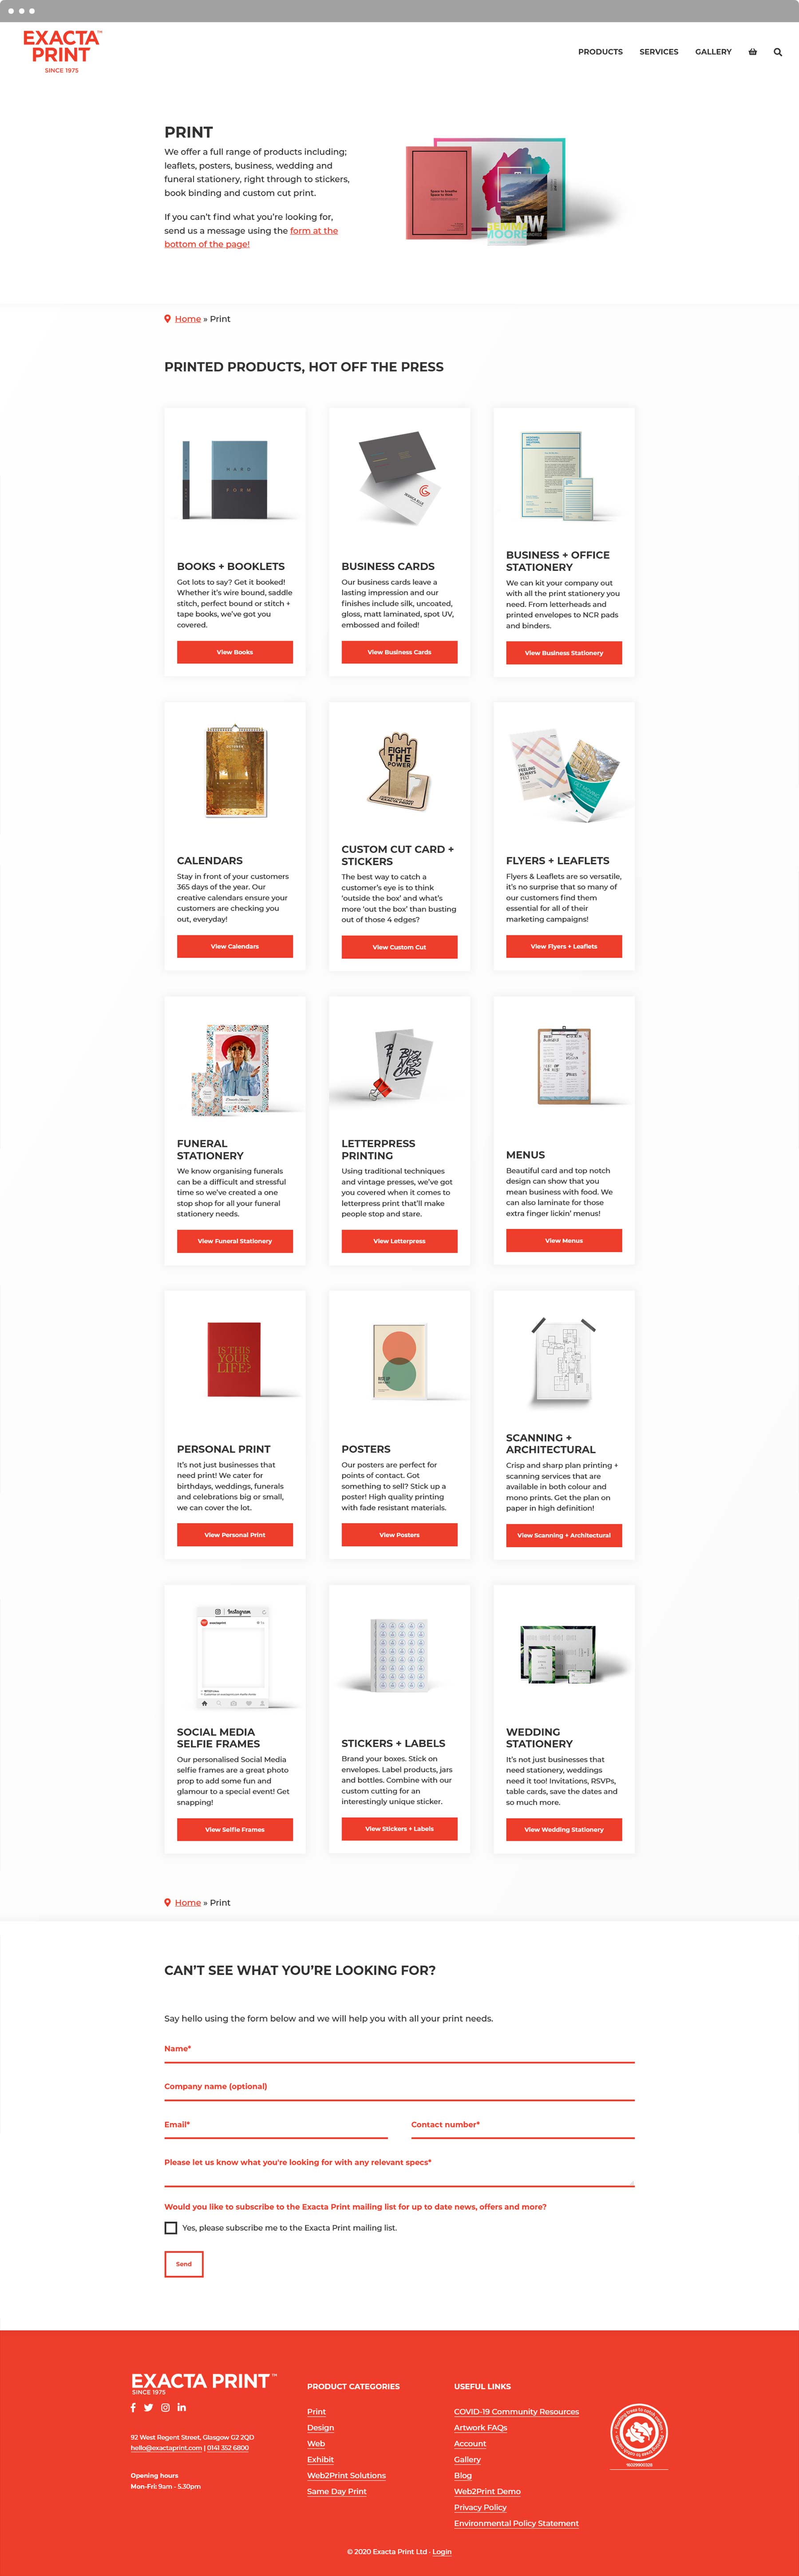 EXACTA™
PRINT
SINCE 1975
PRODUCTS
SERVICES
GALLERY
PRINT
We offer a full range of products including;
leaflets, posters, business, wedding and
funeral stationery, right through to stickers,
book binding and custom cut print.
If you can't find what you're looking for,
send us a message using the form at the
bottom of the page!
NW
MOORE
Home » Print
PRINTED PRODUCTS, HOT OFF THE PRESS
HARD
FORM
BOOKS + BOOKLETS
Got lots to say? Get it booked!
Whether it's wire bound, saddle
stitch, perfect bound or stitch +
tape books, we've got you
covered.
View Books
BUSINESS CARDS
Our business cards leave a
lasting impression and our
finishes include silk, uncoated,
gloss, matt laminated, spot UV,
embossed and foiled!
View Business Cards
BUSINESS + OFFICE
STATIONERY
We can kit your company out
with all the print stationery you
need. From letterheads and
printed envelopes to NCR pads
and binders.
View Business Stationery
OCTOBER
CALENDARS
Stay in front of your customers
365 days of the year. Our
creative calendars ensure your
customers are checking you
out, everyday!
View Calendars
FIGHT
THE
POWER
CUSTOM CUT CARD +
STICKERS
The best way to catch a
customer's eye is to think
'outside the box' and what's
more 'out the box' than busting
out of those 4 edges?
View Custom Cut
THE
FEELING
ALWAYS
FELT
GET MOVING
FLYERS + LEAFLETS
Flyers & Leaflets are so versatile,
it's no surprise that so many of
our customers find them
essential for all of their
marketing campaigns!
View Flyers + Leaflets
FUNERAL
STATIONERY
We know organising funerals
can be a difficult and stressful
time so we've created a one
stop shop for all your funeral
stationery needs.
View Funeral Stationery
BUSI
NESS
CARD
LETTERPRESS
PRINTING
Using traditional techniques
and vintage presses, we've got
you covered when it comes to
letterpress print that'll make
people stop and stare.
View Letterpress
MENUS
Beautiful card and top notch
design can show that you
mean business with food. We
can also laminate for those
extra finger lickin' menus!
View Menus
IS THIS
YOUR
LIFE?
PERSONAL PRINT
It's not just businesses that
need print! We cater for
birthdays, weddings, funerals
and celebrations big or small,
we can cover the lot.
View Personal Print
POSTERS
Our posters are perfect for
points of contact. Got
something to sell? Stick up a
poster! High quality printing
with fade resistant materials.
View Posters
SCANNING +
ARCHITECTURAL
Crisp and sharp plan printing +
scanning services that are
available in both colour and
mono prints. Get the plan on
paper in high definition!
View Scanning + Architectural
Instagram
exactaprint
SOCIAL MEDIA
SELFIE FRAMES
Our personalised Social Media
selfie frames are a great photo
prop to add some fun and
glamour to a special event! Get
snapping!
View Selfie Frames
STICKERS + LABELS
Brand your boxes. Stick on
envelopes. Label products, jars
and bottles. Combine with our
custom cutting for an
interestingly unique sticker.
View Stickers + Labels
WEDDING
STATIONERY
It's not just businesses that
need stationery, weddings
need it too! Invitations, RSVPs,
table cards, save the dates and
so much more.
View Wedding Stationery
Home » Print
CAN'T SEE WHAT YOU'RE LOOKING FOR?
Say hello using the form below and we will help you with all your print needs.
Name*
Company name (optional)
Email*
Contact number*
Please let us know what you're looking for with any relevant specs*
Would you like to subscribe to the Exacta Print mailing list for up to date news, offers and more?
Yes, please subscribe me to the Exacta Print mailing list.
Send
EXACTA PRINT™
SINCE 1975
92 West Regent Street, Glasgow G2 2QD
hello@exactaprint.com | 0141 352 6800
Opening hours
Mon-Fri: 9am - 5.30pm
PRODUCT CATEGORIES
Print
Design
Web
Exhibit
Web2Print Solutions
Same Day Print
USEFUL LINKS
COVID-19 Community Resources
Artwork FAQs
Account
Gallery
Blog
Web2Print Demo
Privacy Policy
Environmental Policy Statement
© 2020 Exacta Print Ltd - Login